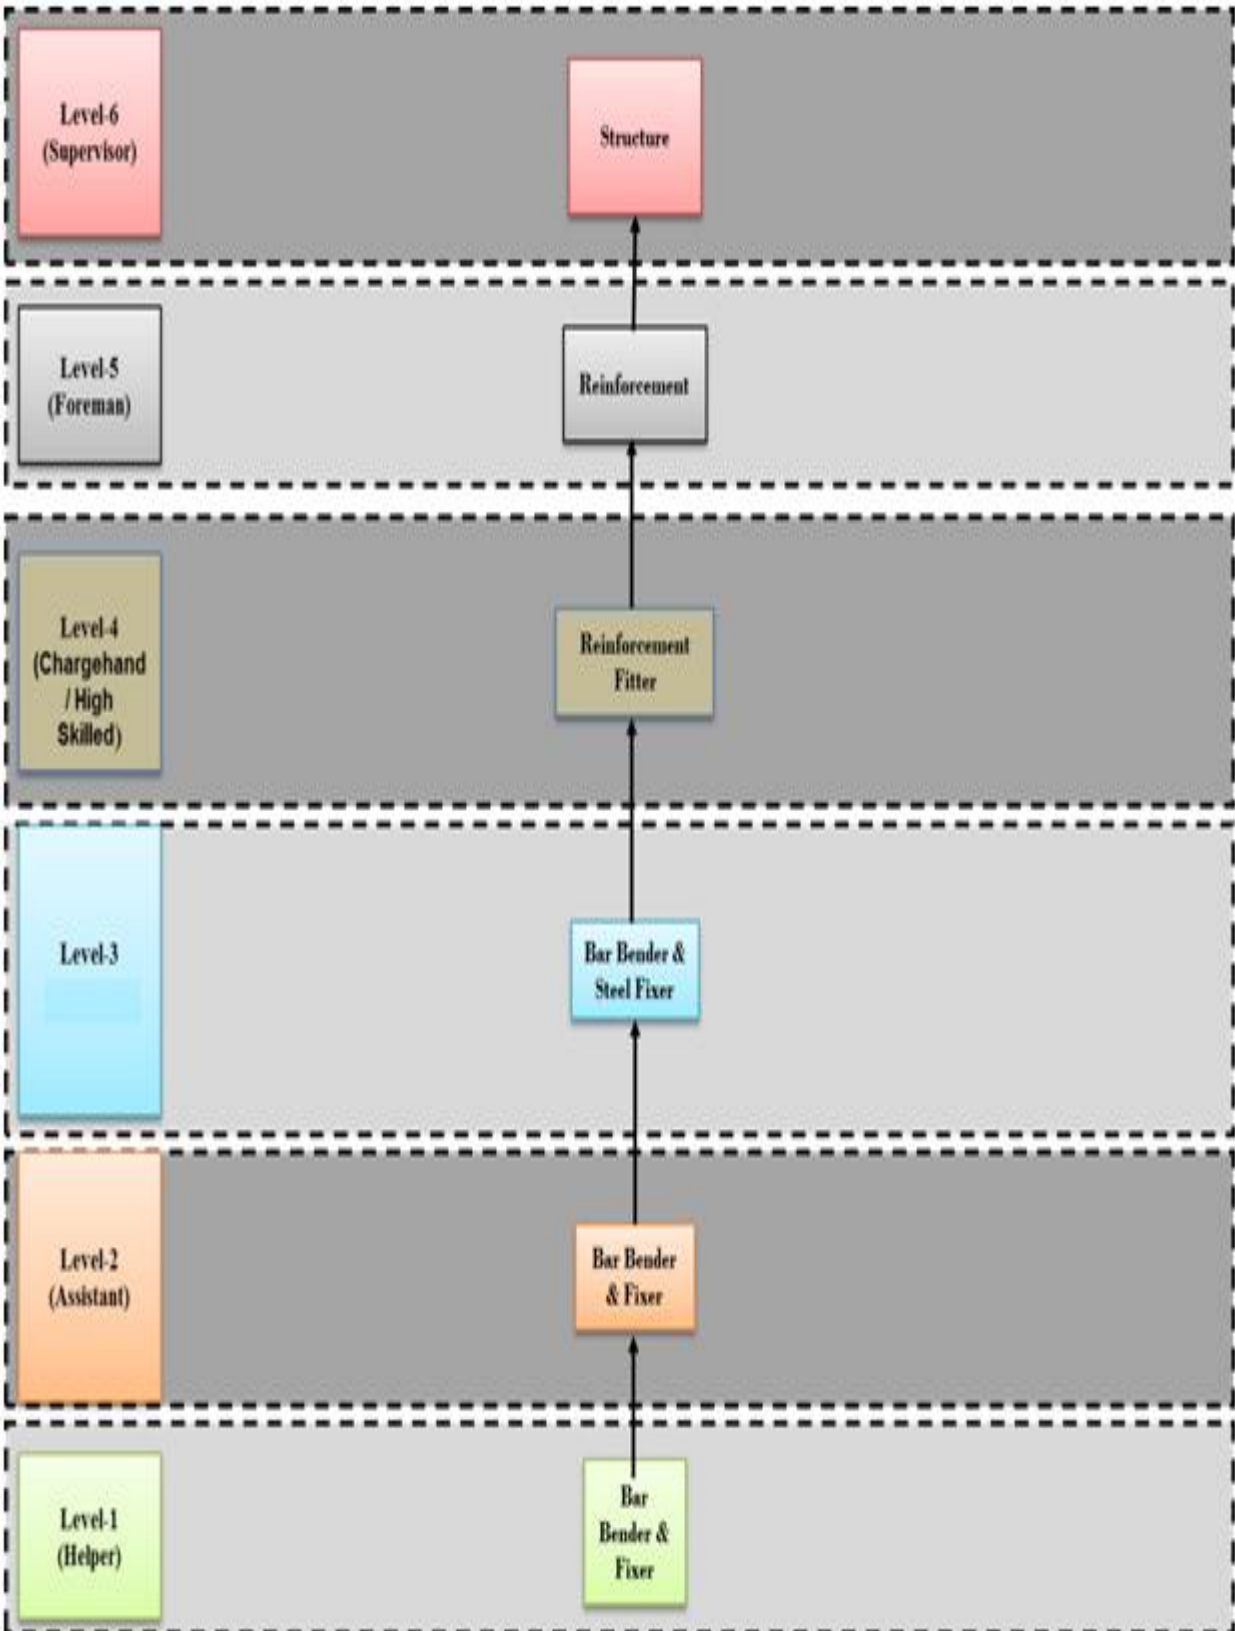 Level-6
(Supervisor)
Structure
Level-5
(Foreman)
Reinforcement
Level-4
(Chargehand
/ High
Skilled)
Reinforcement
Fitter
Level-3
Bar Bender &
Steel Fixer
Level-2
(Assistant)
Bar Bender
& Fixer
Level-1
(Helper)
Bar
Bender &
Fixer